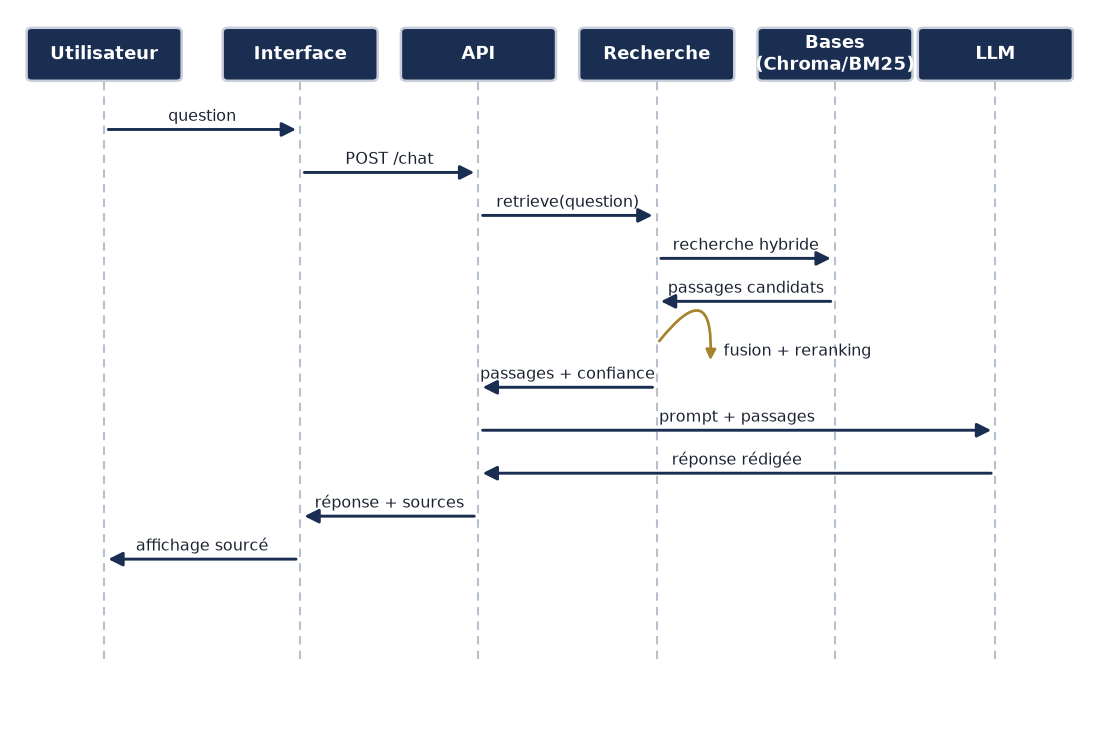 Utilisateur
Interface
API
Recherche
Bases
(Chroma/BM25)
LLM
question
POST /chat
retrieve(question)
recherche hybride
passages candidats
fusion + reranking
passages + confiance
prompt + passages
réponse rédigée
réponse + sources
affichage sourcé